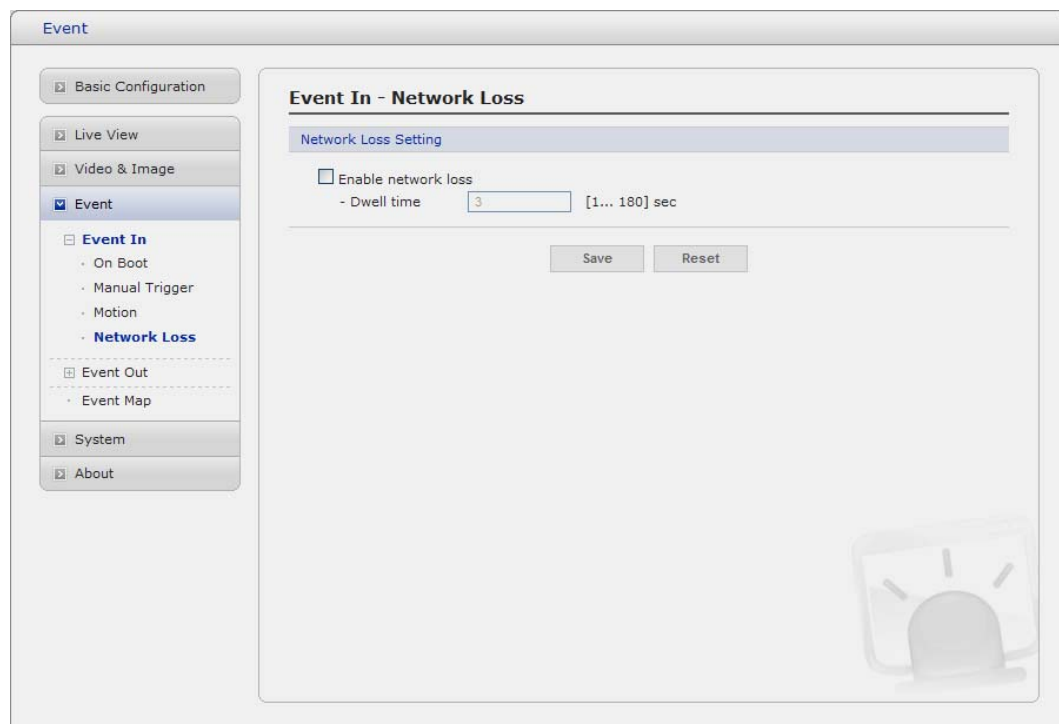 Event
Basic Configuration
Live View
Video & Image
Event
Event In
· On Boot
· Manual Trigger
· Motion
· Network Loss
Event Out
· Event Map
System
About
Event In - Network Loss
Network Loss Setting
Enable network loss
- Dwell time 3 [1... 180] sec
Save Reset